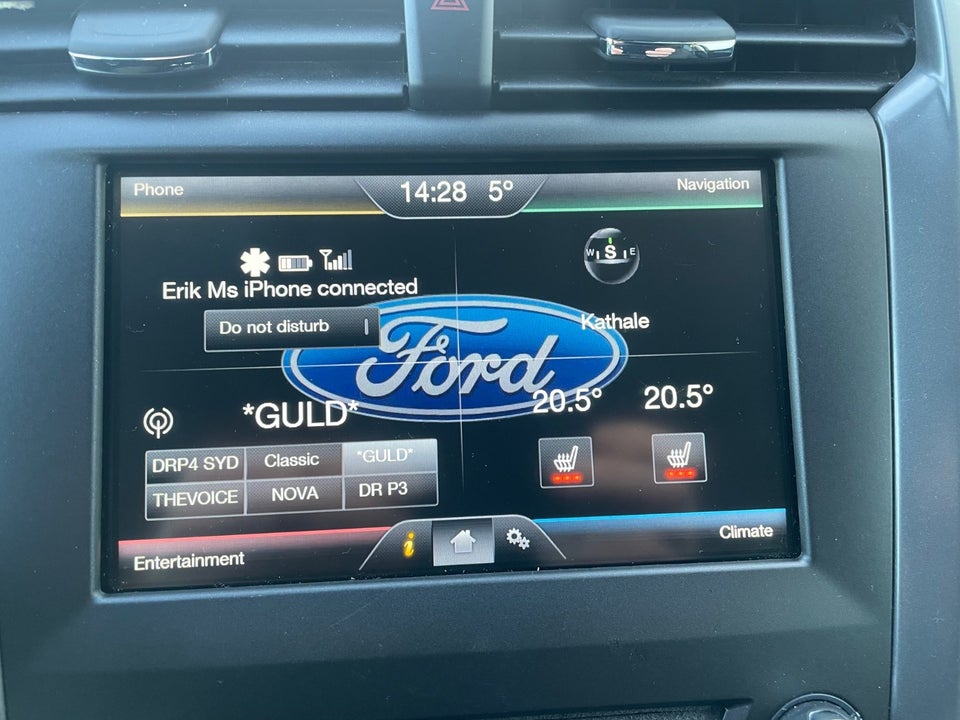 Phone
14:28 5°
Navigation
W S E
Erik Ms iPhone connected
Do not disturb
Kathale
Ford
*GULD*
20.5° 20.5°
DRP4 SYD Classic *GULD*
THEVOICE NOVA DR P3
Entertainment
i
Climate